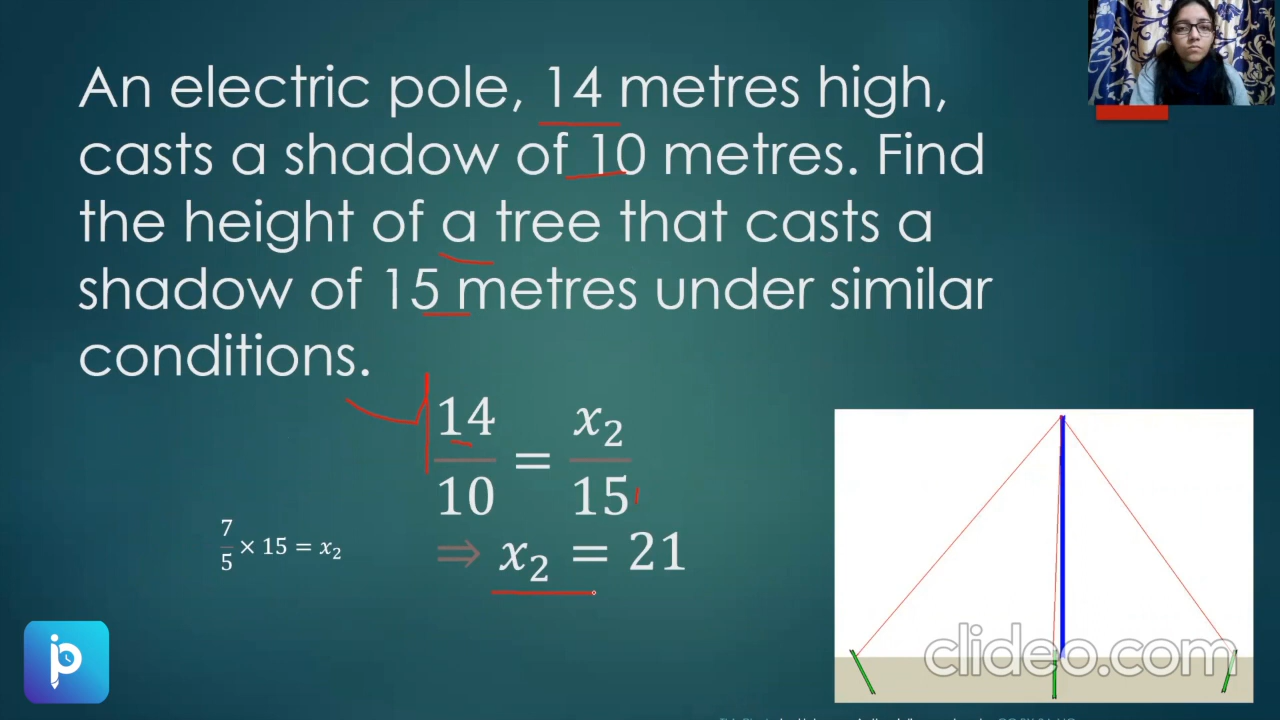 An electric pole, 14 metres high,
casts a shadow of 10 metres. Find
the height of a tree that casts a
shadow of 15 metres under similar
conditions.
14/10 = x₂/15
7/5 × 15 = x₂
⇒ x₂ = 21
clideo.com